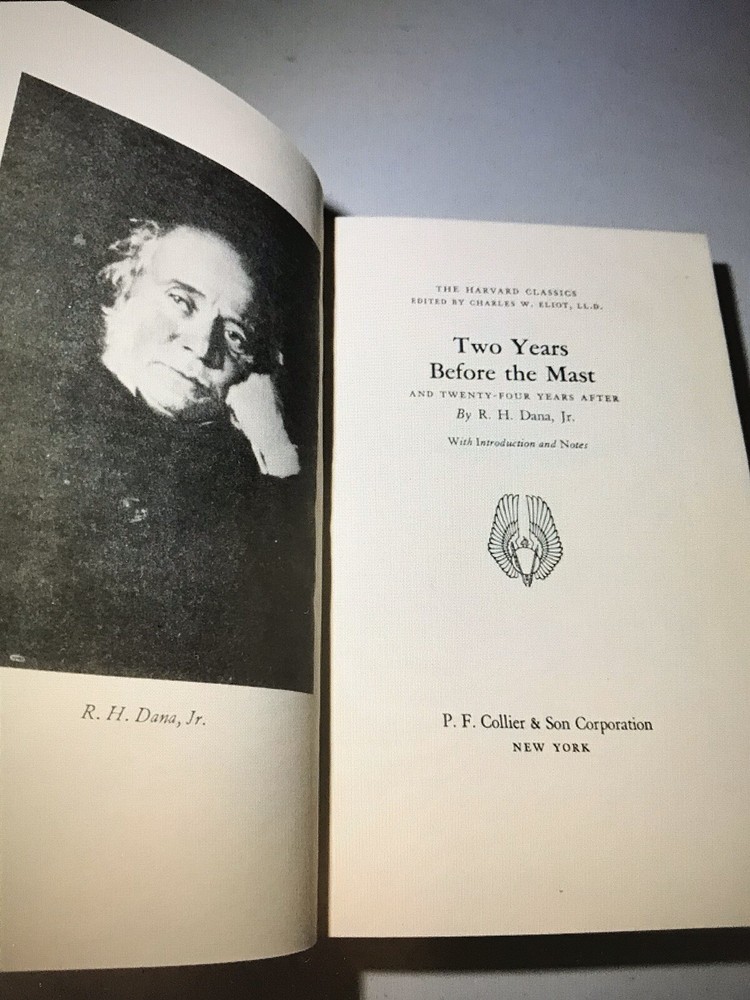 R. H. Dana, Jr.
THE HARVARD CLASSICS
EDITED BY CHARLES W. ELIOT, LL.D.
Two Years
Before the Mast
AND TWENTY-FOUR YEARS AFTER
By R. H. Dana, Jr.
With Introduction and Notes
P. F. Collier & Son Corporation
NEW YORK